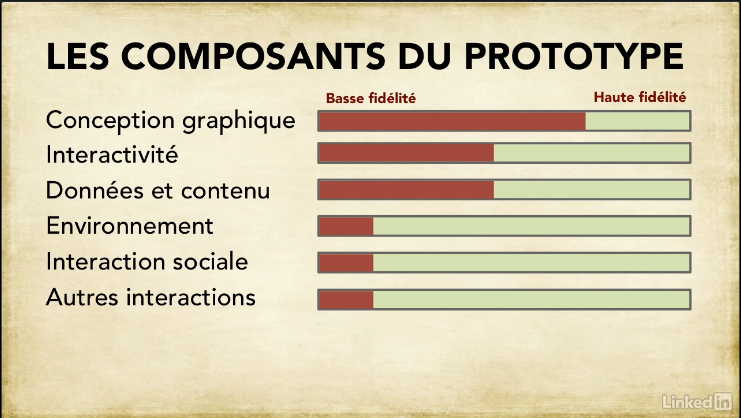 LES COMPOSANTS DU PROTOTYPE
Basse fidélité Haute fidélité
Conception graphique
Interactivité
Données et contenu
Environnement
Interaction sociale
Autres interactions
LinkedIn